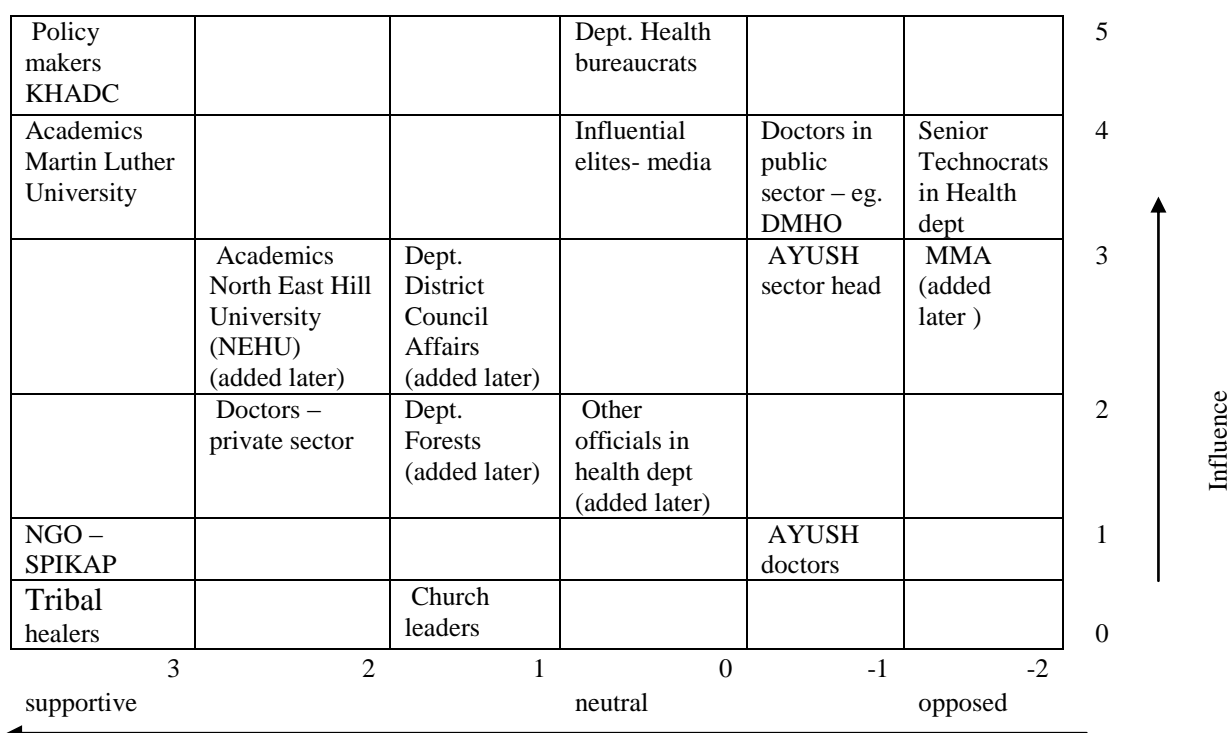 Policy
makers
KHADC
Dept. Health
bureaucrats
5
Academics
Martin Luther
University
Influential
elites- media
Doctors in
public
sector – eg.
DMHO
Senior
Technocrats
in Health
dept
4
Academics
North East Hill
University
(NEHU)
(added later)
Dept.
District
Council
Affairs
(added later)
AYUSH
sector head
MMA
(added
later )
3
Doctors –
private sector
Dept.
Forests
(added later)
Other
officials in
health dept
(added later)
2
NGO –
SPIKAP
AYUSH
doctors
1
Tribal
healers
Church
leaders
0
3 2 1 0 -1 -2
supportive neutral opposed
Influence